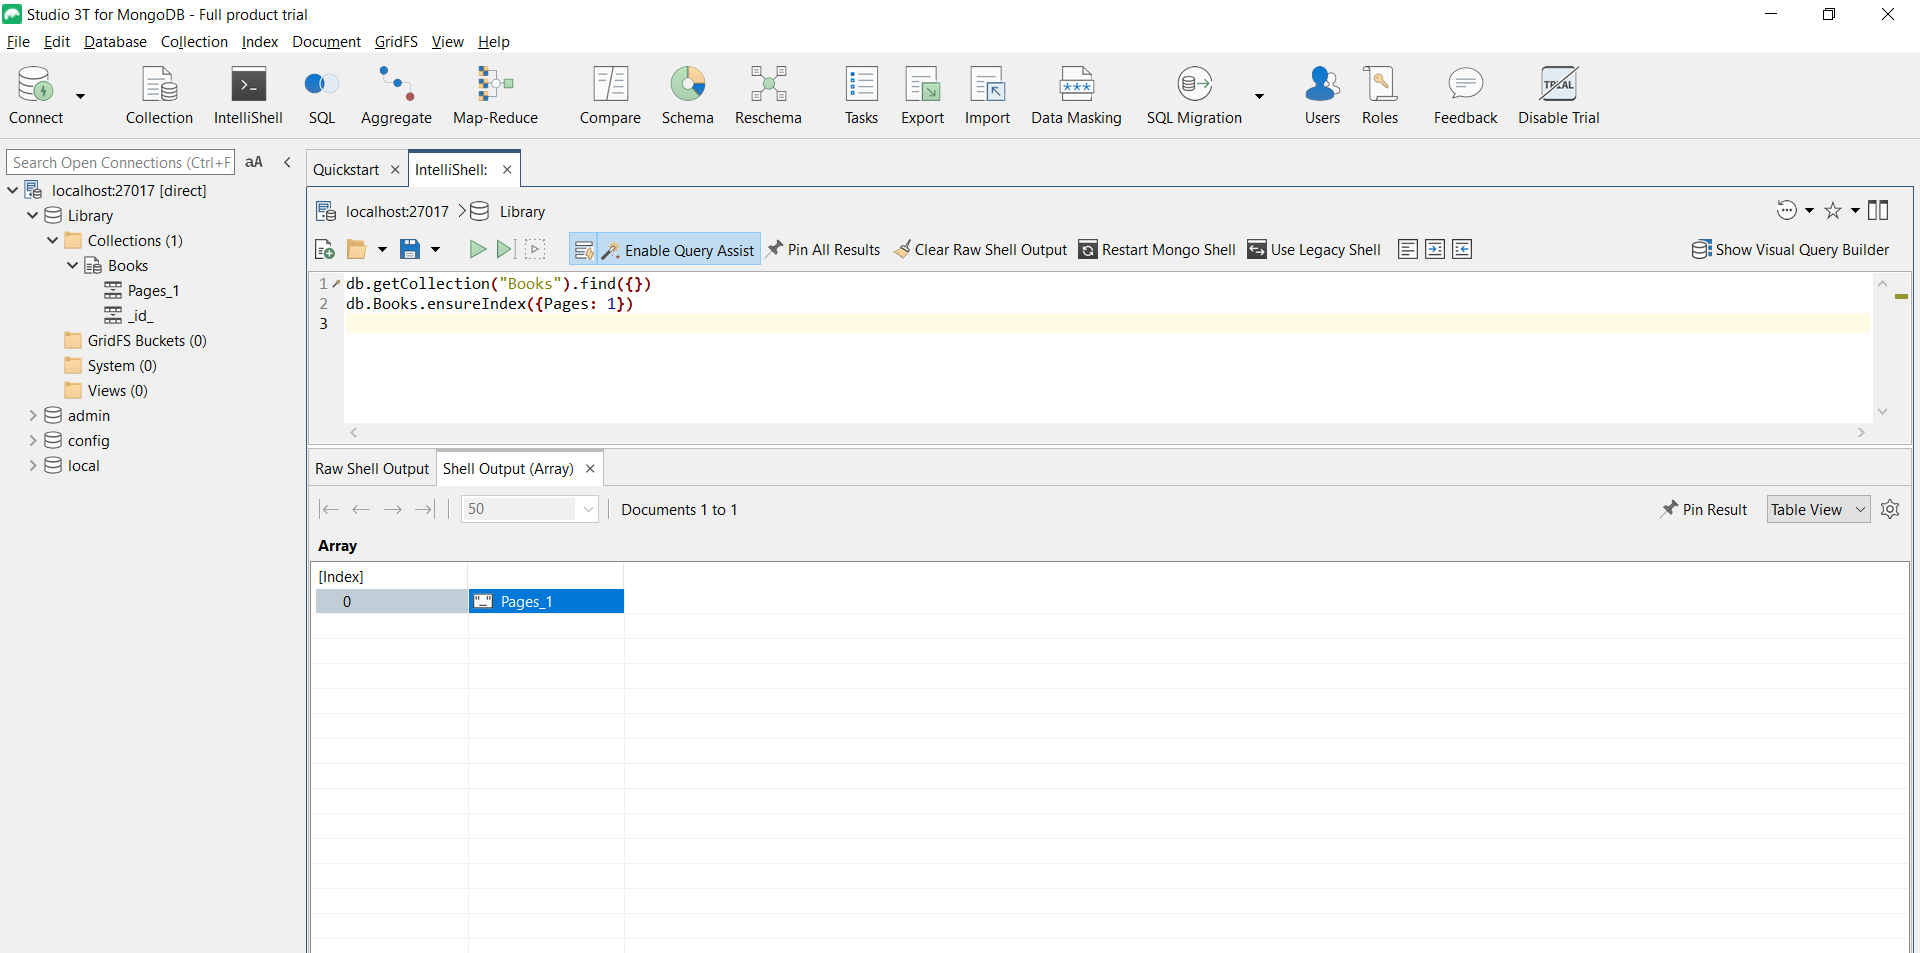 Studio 3T for MongoDB - Full product trial
File Edit Database Collection Index Document GridFS View Help
Connect Collection IntelliShell SQL Aggregate Map-Reduce Compare Schema Reschema Tasks Export Import Data Masking SQL Migration Users Roles Feedback Disable Trial
TRIAL
Search Open Connections (Ctrl+F aA
localhost:27017 [direct]
Library
Collections (1)
Books
Pages_1
_id_
GridFS Buckets (0)
System (0)
Views (0)
admin
config
local
Quickstart IntelliShell:
localhost:27017 Library
Enable Query Assist Pin All Results Clear Raw Shell Output Restart Mongo Shell Use Legacy Shell Show Visual Query Builder
1 db.getCollection("Books").find({})
2 db.Books.ensureIndex({Pages: 1})
3
Raw Shell Output Shell Output (Array)
50 Documents 1 to 1 Pin Result Table View
Array
[Index]
0 Pages_1